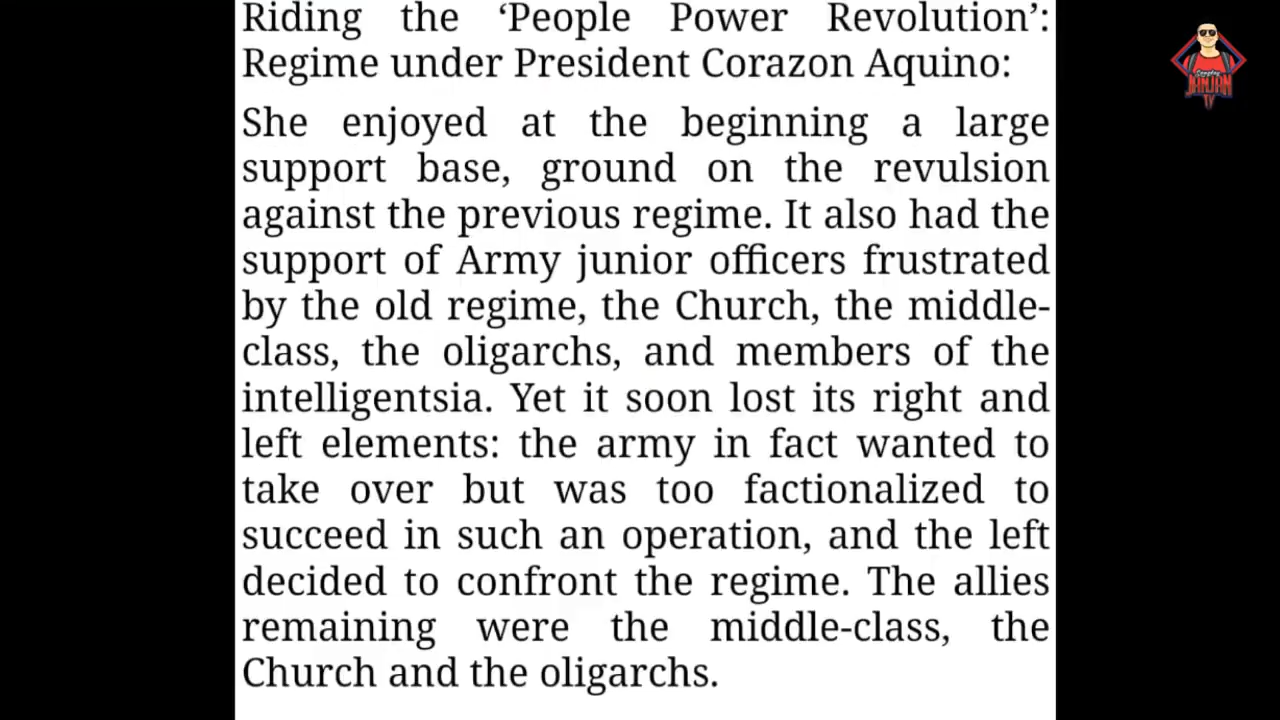 Riding the ‘People Power Revolution’:
Regime under President Corazon Aquino:
She enjoyed at the beginning a large
support base, ground on the revulsion
against the previous regime. It also had the
support of Army junior officers frustrated
by the old regime, the Church, the middle-
class, the oligarchs, and members of the
intelligentsia. Yet it soon lost its right and
left elements: the army in fact wanted to
take over but was too factionalized to
succeed in such an operation, and the left
decided to confront the regime. The allies
remaining were the middle-class, the
Church and the oligarchs.
JANJAN
TV